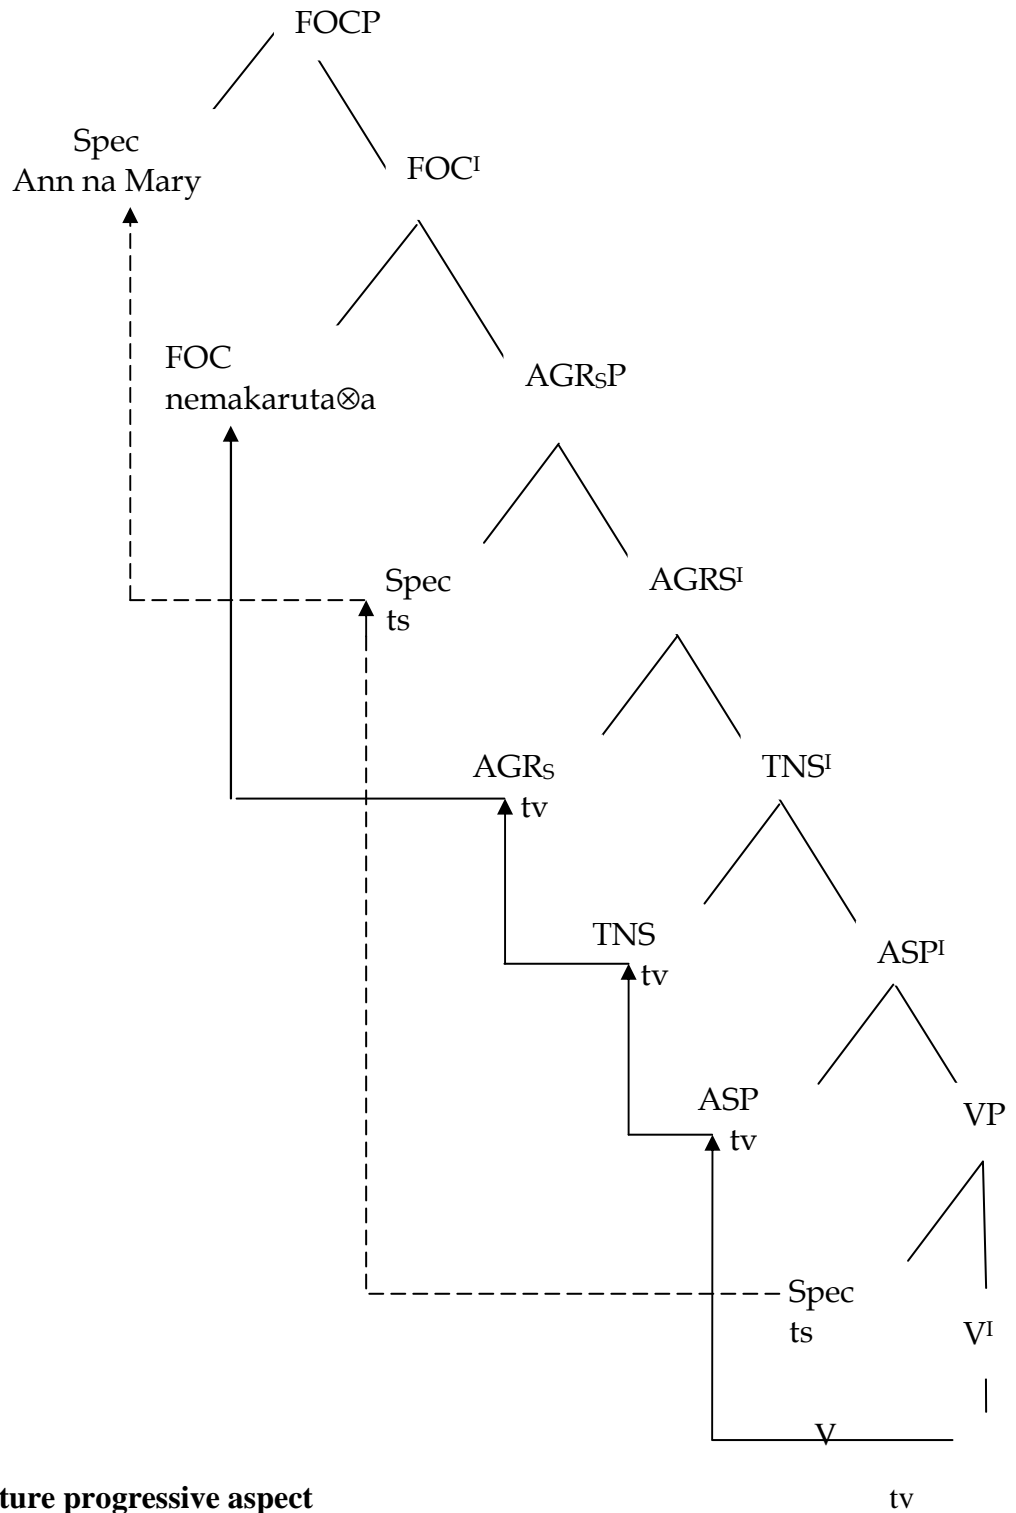 FOCP
Spec
Ann na Mary
FOCᴵ
FOC
nemakaruta⊗a
AGRₛP
Spec
ts
AGRSᴵ
AGRₛ
tv
TNSᴵ
TNS
tv
ASPᴵ
ASP
tv
VP
Spec
ts
Vᴵ
V
ture progressive aspect
tv